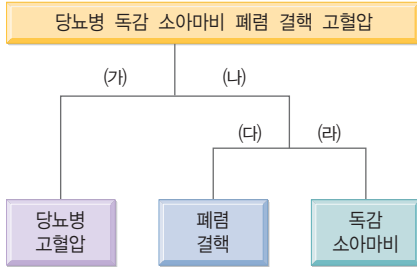 당뇨병 독감 소아마비 폐렴 결핵 고혈압
(가) (나)
(다) (라)
당뇨병
고혈압
폐렴
결핵
독감
소아마비